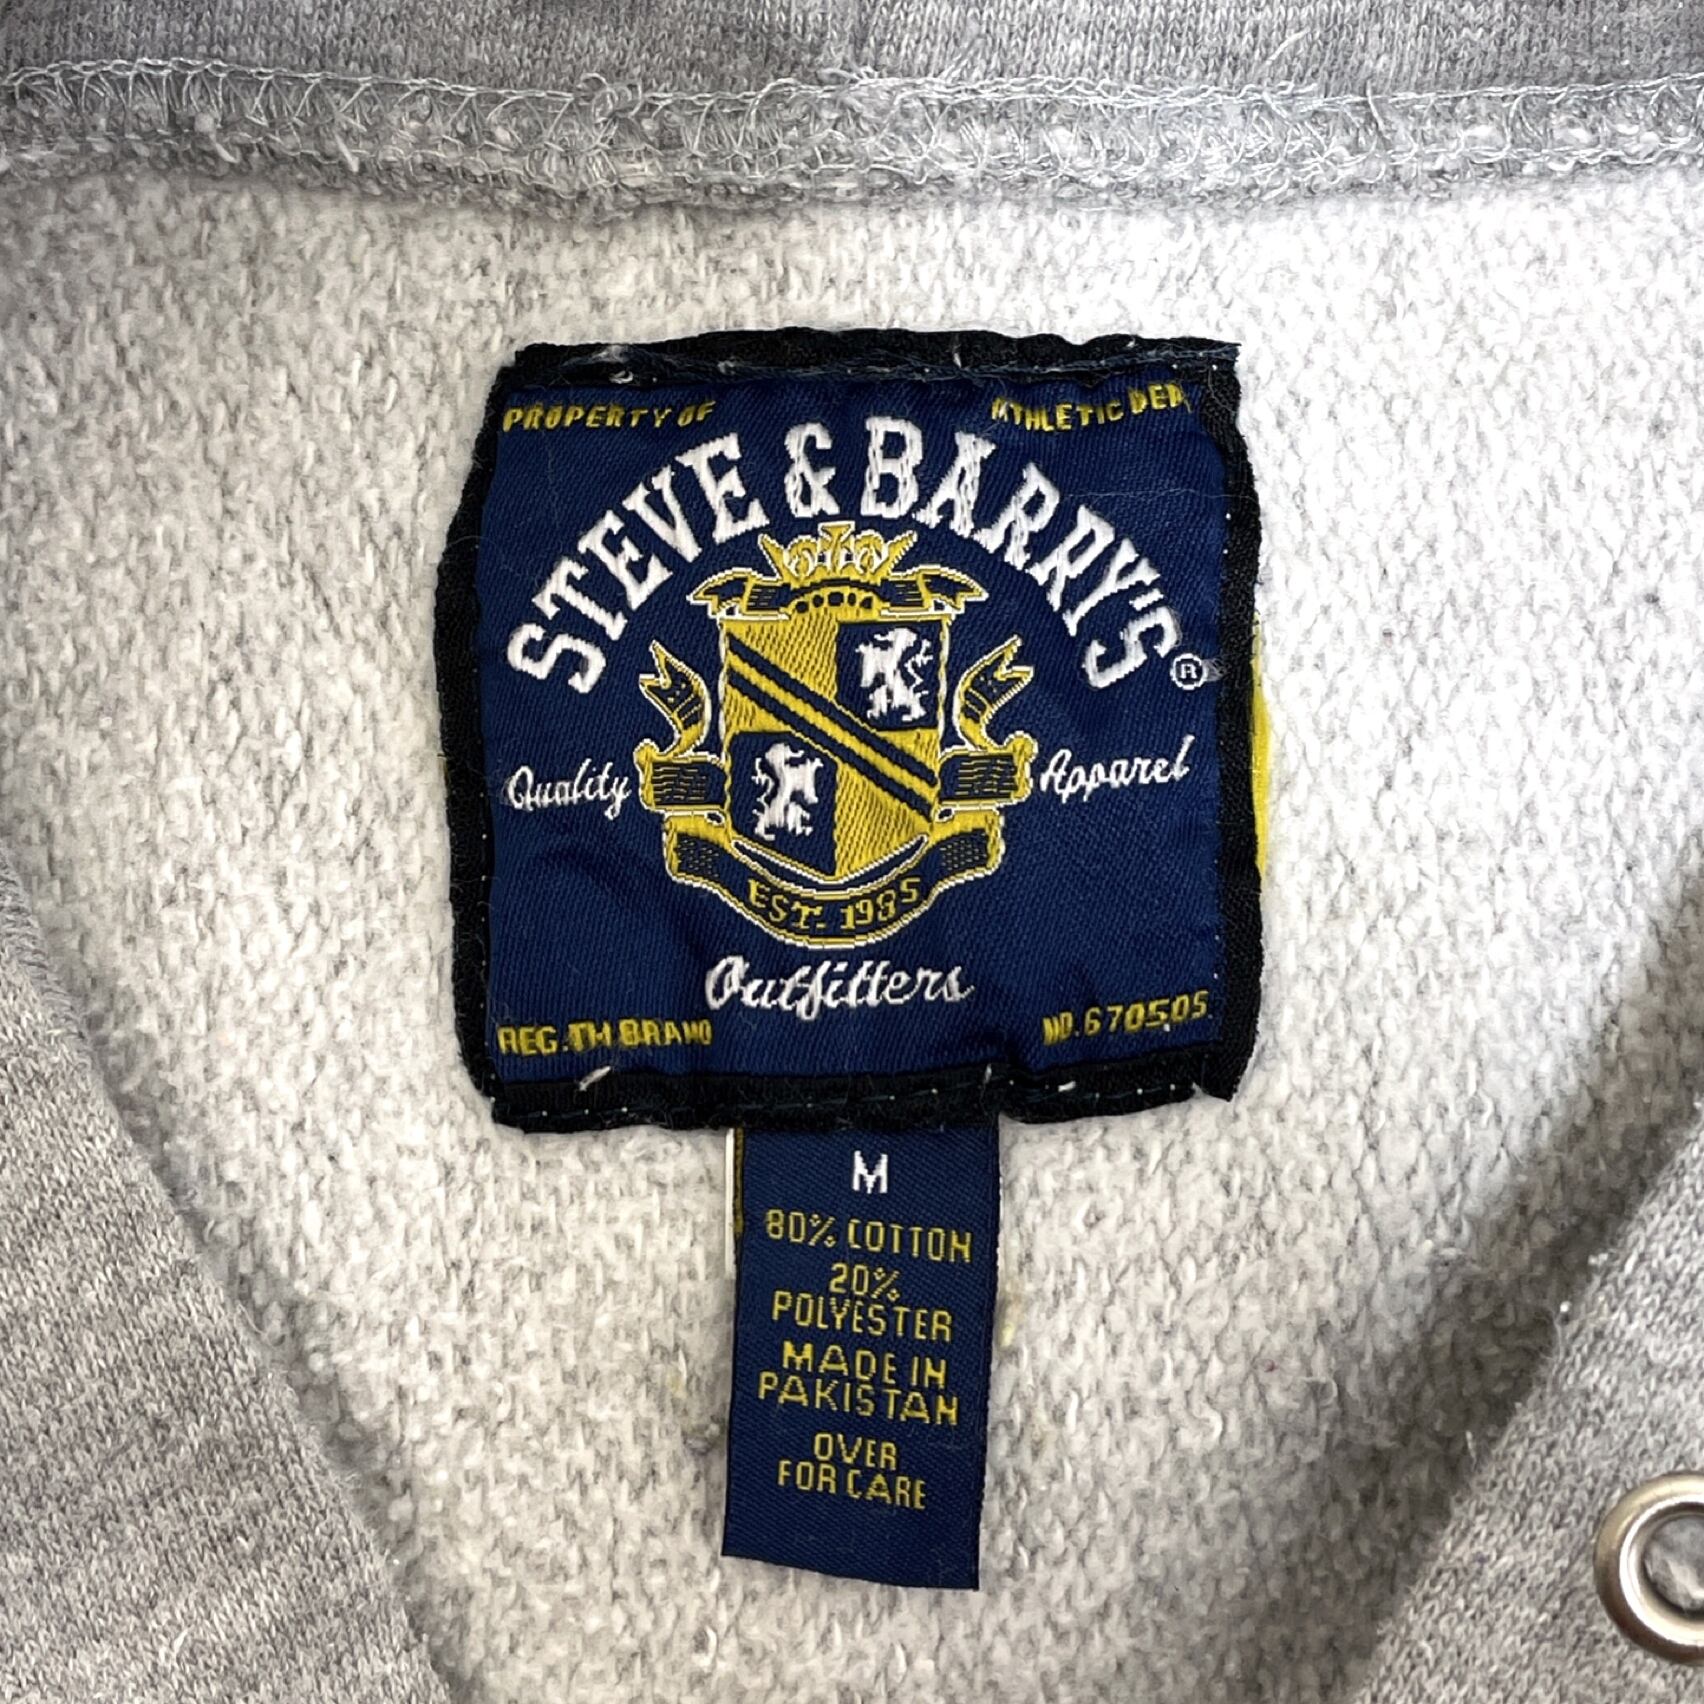 PROPERTY OF ATHLETIC DEP
STEVE & BARRY'S®
Quality Apparel
EST. 1985
Outfitters
REG. TM BRAND NO. 670505.
M
80% COTTON
20%
POLYESTER
MADE IN
PAKISTAN
OVER
FOR CARE